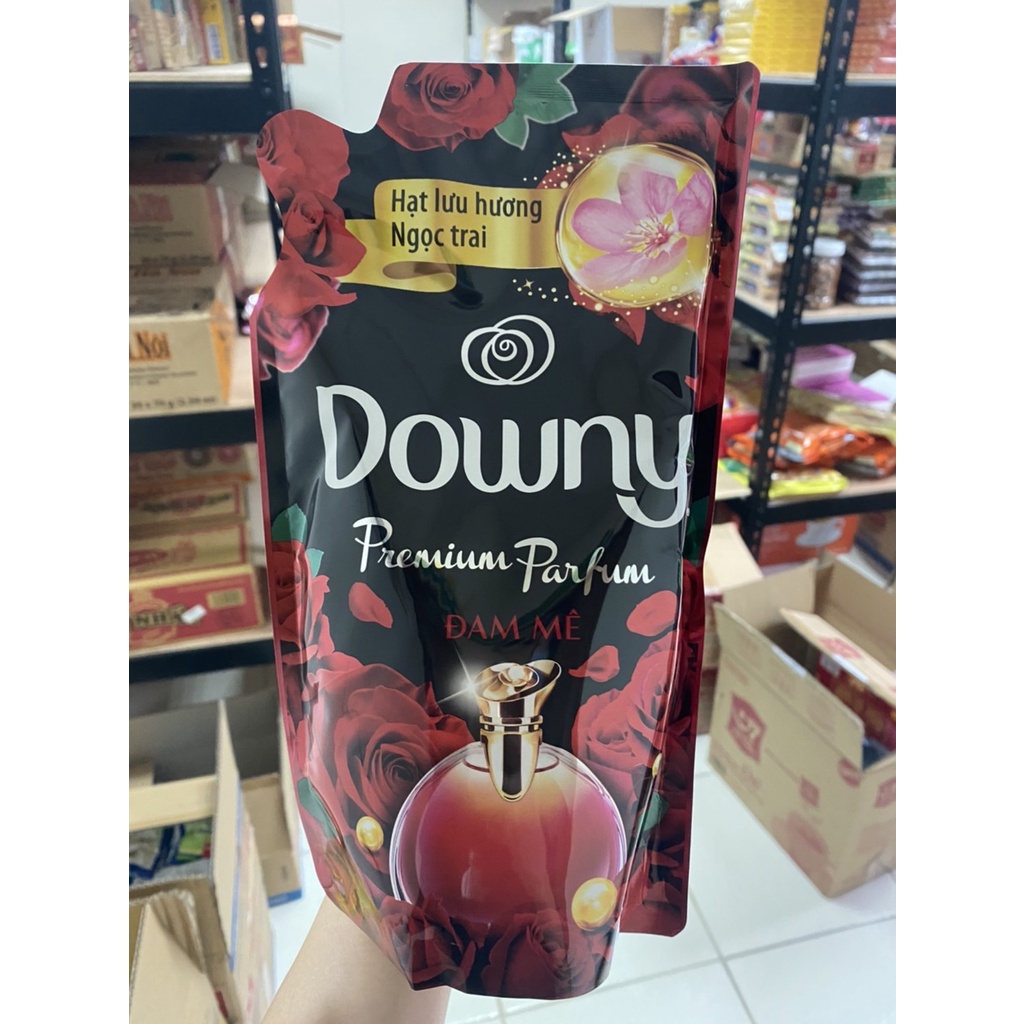 Hạt lưu hương
Ngọc trai
Downy
Premium Parfum
ĐAM MÊ